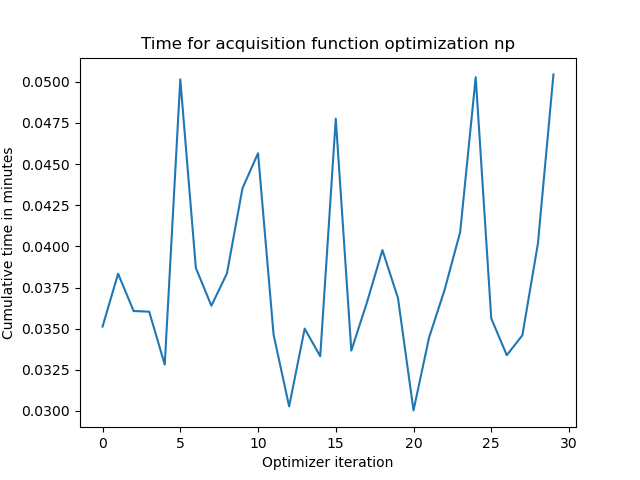 Time for acquisition function optimization np
Cumulative time in minutes
0.0500
0.0475
0.0450
0.0425
0.0400
0.0375
0.0350
0.0325
0.0300
0 5 10 15 20 25 30
Optimizer iteration